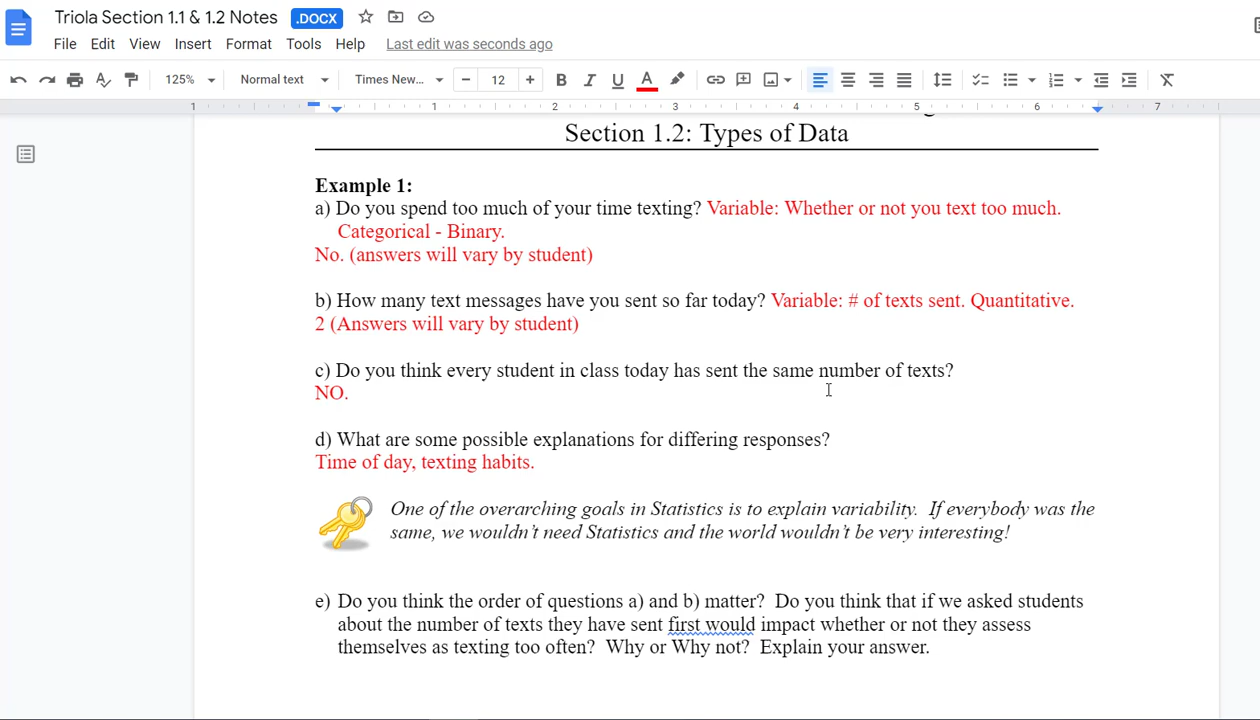 Triola Section 1.1 & 1.2 Notes .DOCX
File Edit View Insert Format Tools Help Last edit was seconds ago
125% Normal text Times New... 12 B I U A
1 1 2 3 4 5 6 7
Section 1.2: Types of Data
Example 1:
a) Do you spend too much of your time texting? Variable: Whether or not you text too much.
Categorical - Binary.
No. (answers will vary by student)
b) How many text messages have you sent so far today? Variable: # of texts sent. Quantitative.
2 (Answers will vary by student)
c) Do you think every student in class today has sent the same number of texts?
NO.
d) What are some possible explanations for differing responses?
Time of day, texting habits.
One of the overarching goals in Statistics is to explain variability. If everybody was the
same, we wouldn't need Statistics and the world wouldn't be very interesting!
e) Do you think the order of questions a) and b) matter? Do you think that if we asked students
about the number of texts they have sent first would impact whether or not they assess
themselves as texting too often? Why or Why not? Explain your answer.